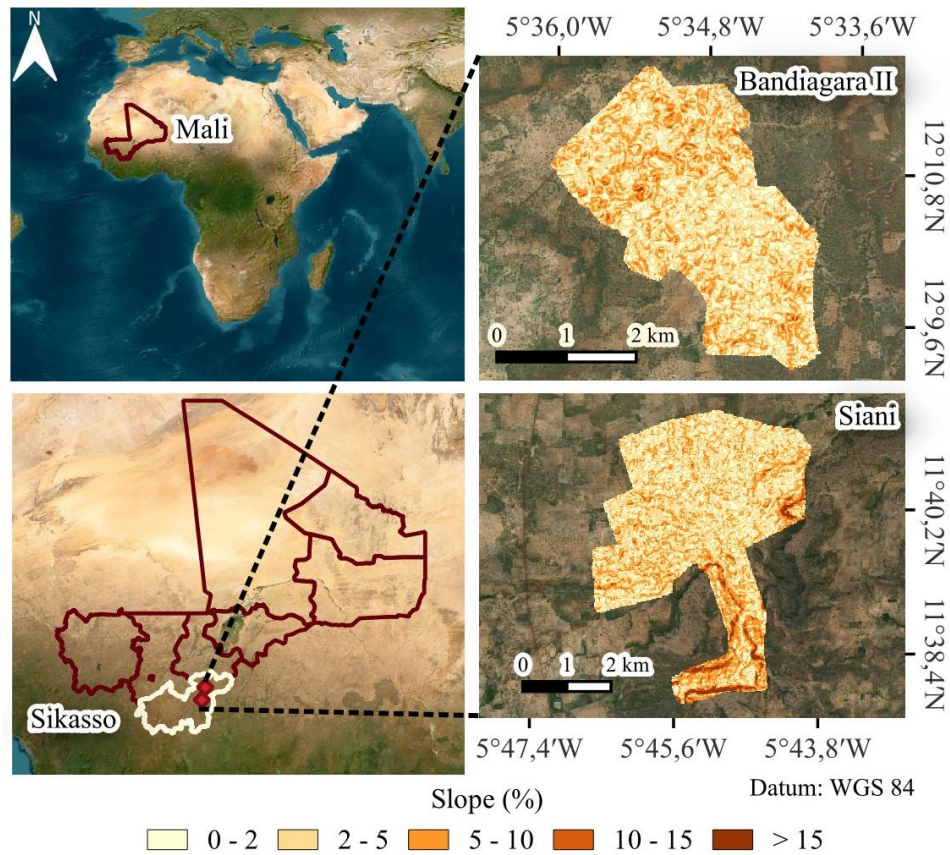 N
Mali
5°36,0'W
5°34,8'W
5°33,6'W
Bandiagara II
12°10,8'N
12°9,6'N
0 1 2 km
Sikasso
Siani
11°40,2'N
11°38,4'N
0 1 2 km
5°47,4'W
5°45,6'W
5°43,8'W
Datum: WGS 84
Slope (%)
0 - 2
2 - 5
5 - 10
10 - 15
> 15